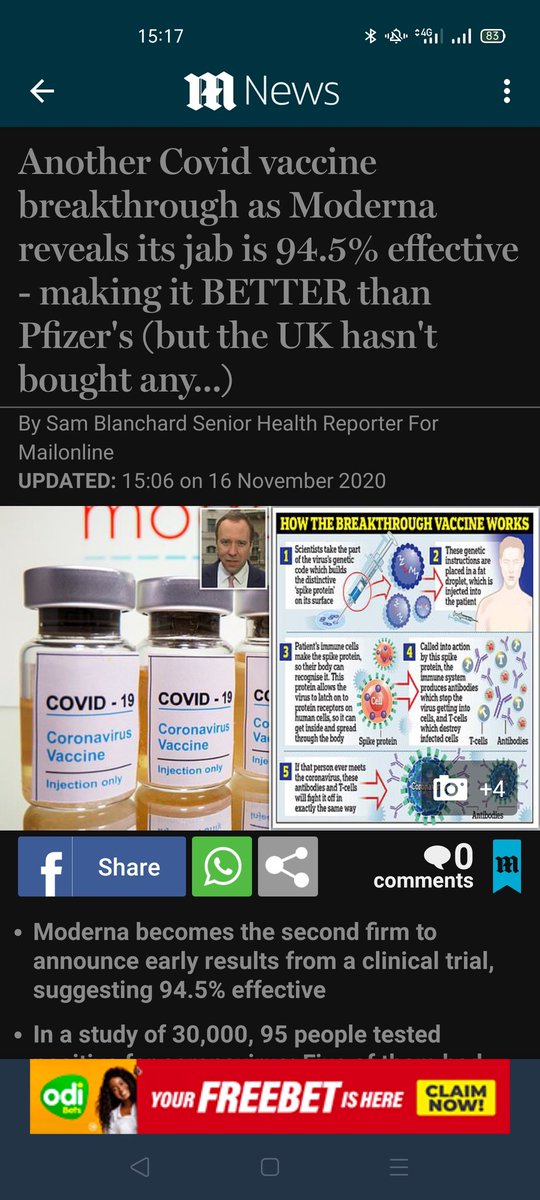 15:17
4G
83
News
Another Covid vaccine
breakthrough as Moderna
reveals its jab is 94.5% effective
- making it BETTER than
Pfizer's (but the UK hasn't
bought any...)
By Sam Blanchard Senior Health Reporter For
Mailonline
UPDATED: 15:06 on 16 November 2020
COVID - 19
Coronavirus
Vaccine
Injection only
COVID - 19
Coronavirus
Vaccine
Injection only
HOW THE BREAKTHROUGH VACCINE WORKS
1 Scientists take the part
of the virus's genetic
code which builds
the distinctive
'spike protein'
on its surface
2 These genetic
instructions are
placed in a fat
droplet, which is
injected into
the patient
3 Patient's immune cells
make the spike protein,
so their body can
recognise it. This
protein allows the
virus to latch on to
protein receptors on
human cells, so it can
get inside and spread
through the body
Cell
Spike protein
4 Called into action
by this spike
protein, the
immune system
produces antibodies
which stop the
virus getting into
cells, and T-cells
which destroy
infected cells
T-cells
Antibodies
5 If that person ever meets
the coronavirus, these
antibodies and T-cells
will fight it off in
exactly the same way
Antibodies
+4
f Share
0
comments
• Moderna becomes the second firm to
announce early results from a clinical trial,
suggesting 94.5% effective
• In a study of 30,000, 95 people tested
odi
Bets
YOUR FREEBET IS HERE
CLAIM
NOW!